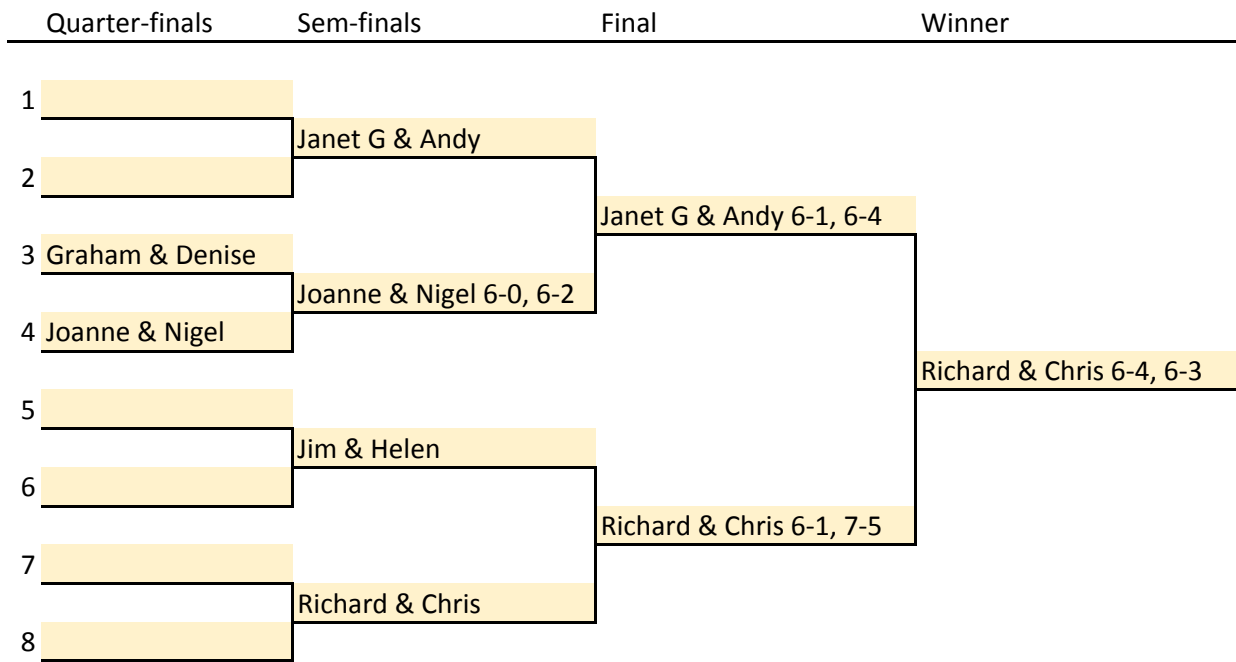 Quarter-finals Sem-finals Final Winner
1
Janet G & Andy
2
Janet G & Andy 6-1, 6-4
3 Graham & Denise
Joanne & Nigel 6-0, 6-2
4 Joanne & Nigel
Richard & Chris 6-4, 6-3
5
Jim & Helen
6
Richard & Chris 6-1, 7-5
7
Richard & Chris
8